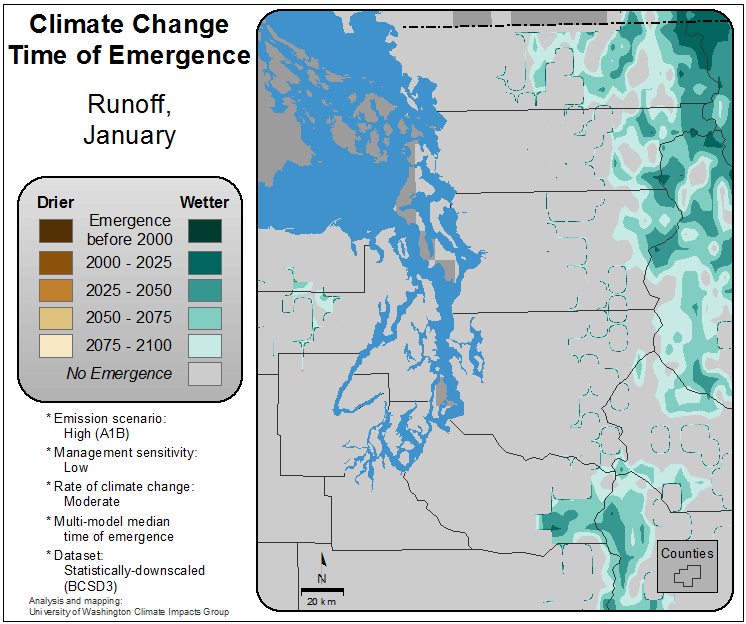 Climate Change
Time of Emergence
Runoff,
January
Drier Wetter
Emergence
before 2000
2000 - 2025
2025 - 2050
2050 - 2075
2075 - 2100
No Emergence
* Emission scenario:
High (A1B)
* Management sensitivity:
Low
* Rate of climate change:
Moderate
* Multi-model median
time of emergence
* Dataset:
Statistically-downscaled
(BCSD3)
Analysis and mapping:
University of Washington Climate Impacts Group
N
20 km
Counties